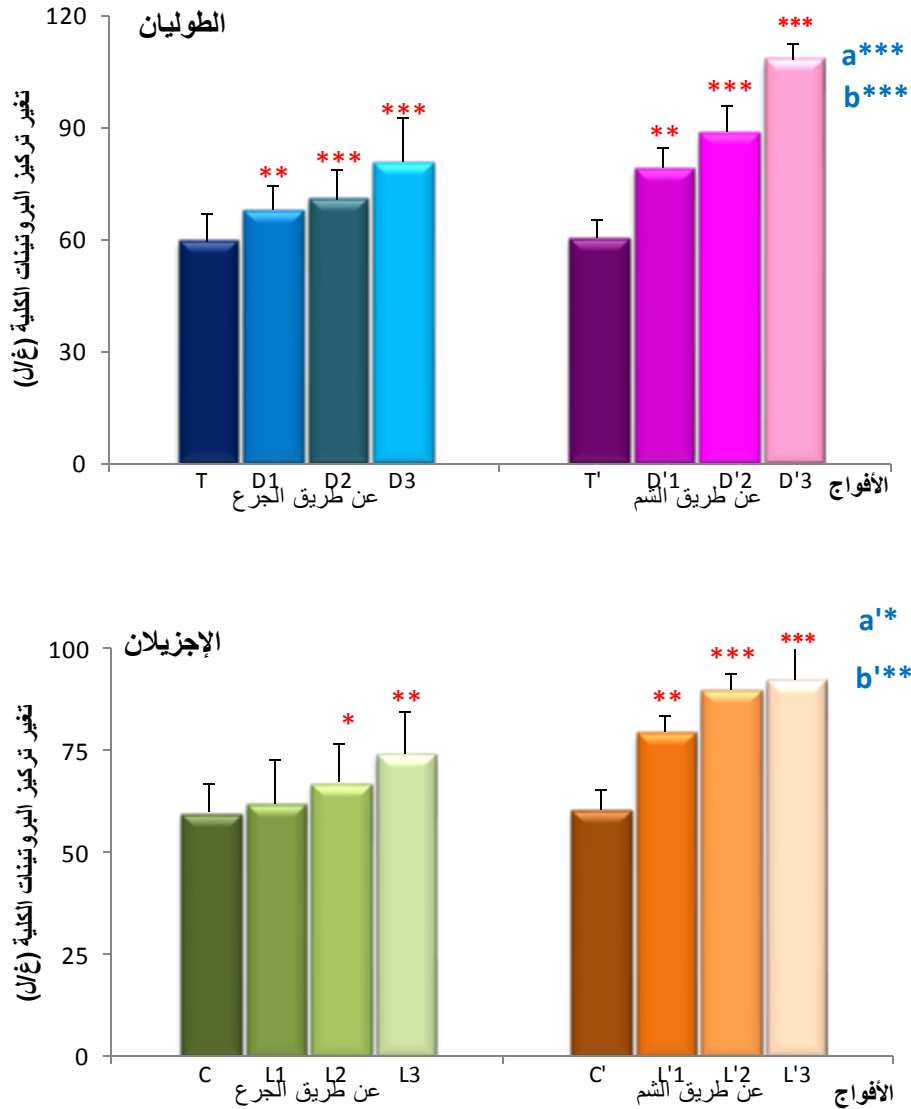 الطوليان
تغير تركيز البروتينات الكلية (غ/ل)
120
90
60
30
0
** *** *** ** *** ***
a***
b***
T D1 D2 D3 T' D'1 D'2 D'3
عن طريق الجرع عن طريق الشم الأفواج
الإجزيلان
تغير تركيز البروتينات الكلية (غ/ل)
100
75
50
25
0
* ** ** *** ***
a'*
b'**
C L1 L2 L3 C' L'1 L'2 L'3
عن طريق الجرع عن طريق الشم الأفواج